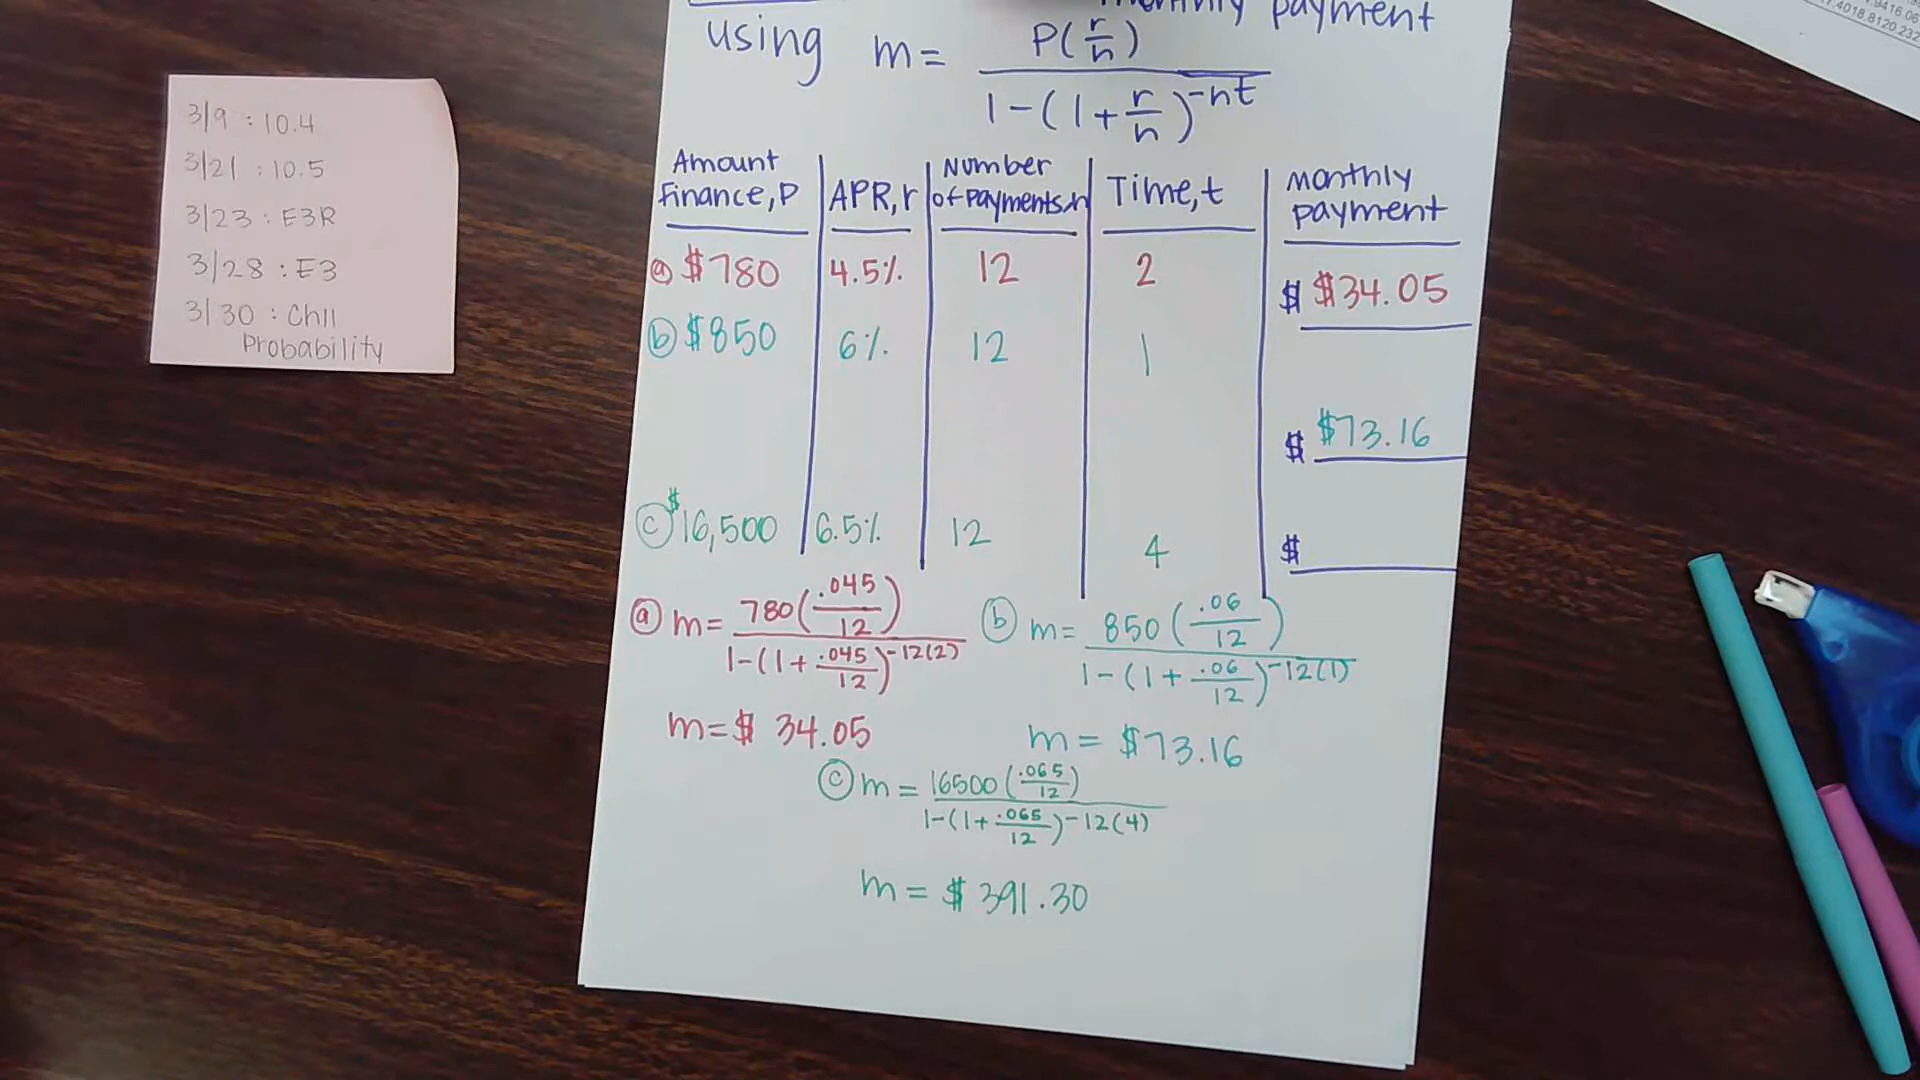 3/9 : 10.4
3/21 : 10.5
3/23 : E3R
3/28 : E3
3/30 : Ch11
Probability
monthly payment
using m = P(r/n) / 1-(1+r/n)^-nt
Amount Finance, P | APR, r | Number of Payments, n | Time, t | monthly payment
ⓐ $780 | 4.5% | 12 | 2 | $ $34.05
ⓑ $850 | 6% | 12 | 1 | $ $73.16
ⓒ $16,500 | 6.5% | 12 | 4 | $
ⓐ m = 780(.045/12) / 1-(1+.045/12)^-12(2)
m = $ 34.05
ⓑ m = 850(.06/12) / 1-(1+.06/12)^-12(1)
m = $73.16
ⓒ m = 16500(.065/12) / 1-(1+.065/12)^-12(4)
m = $ 391.30